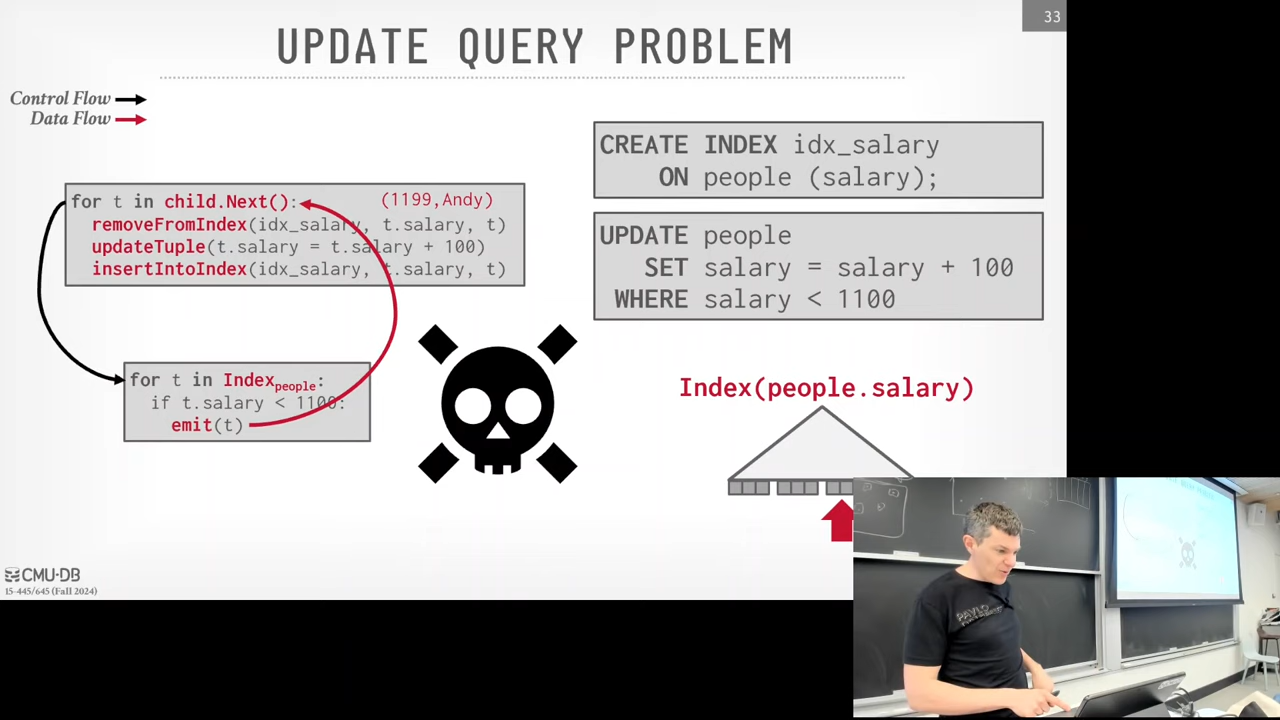 33
UPDATE QUERY PROBLEM
Control Flow
Data Flow
CREATE INDEX idx_salary
ON people (salary);
for t in child.Next(): (1199,Andy)
removeFromIndex(idx_salary, t.salary, t)
updateTuple(t.salary = t.salary + 100)
insertIntoIndex(idx_salary, t.salary, t)
UPDATE people
SET salary = salary + 100
WHERE salary < 1100
for t in Indexpeople:
if t.salary < 1100:
emit(t)
Index(people.salary)
CMU·DB
15-445/645 (Fall 2024)
PAVLO